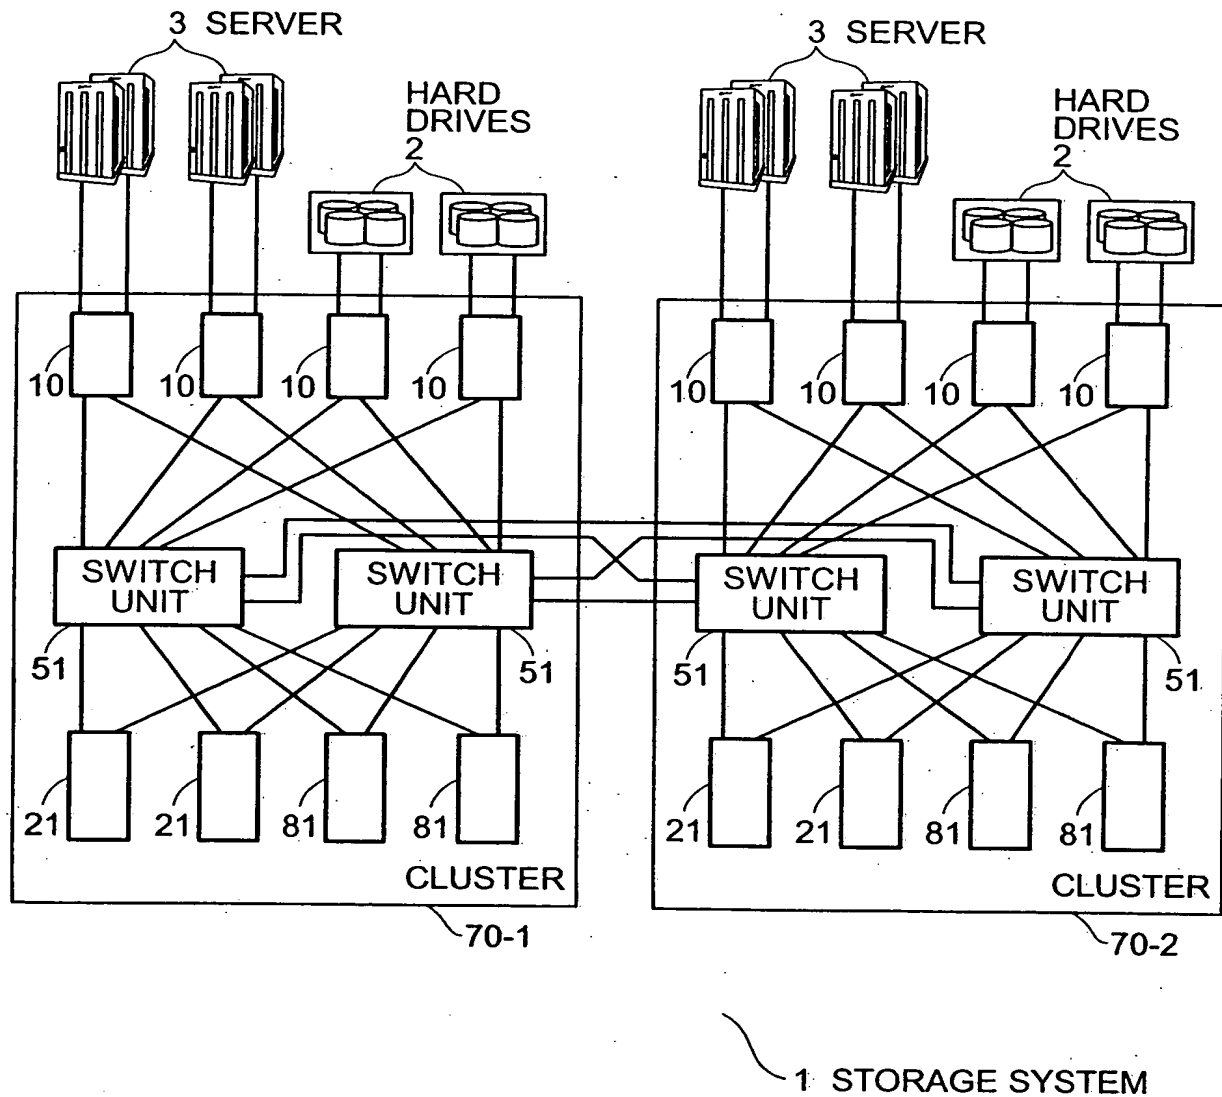 3 SERVER
3 SERVER
HARD
DRIVES
2
HARD
DRIVES
2
10
10
10
10
10
10
10
10
SWITCH
UNIT
SWITCH
UNIT
SWITCH
UNIT
SWITCH
UNIT
51
51
51
51
21
21
81
81
21
21
81
81
CLUSTER
CLUSTER
70-1
70-2
1 STORAGE SYSTEM